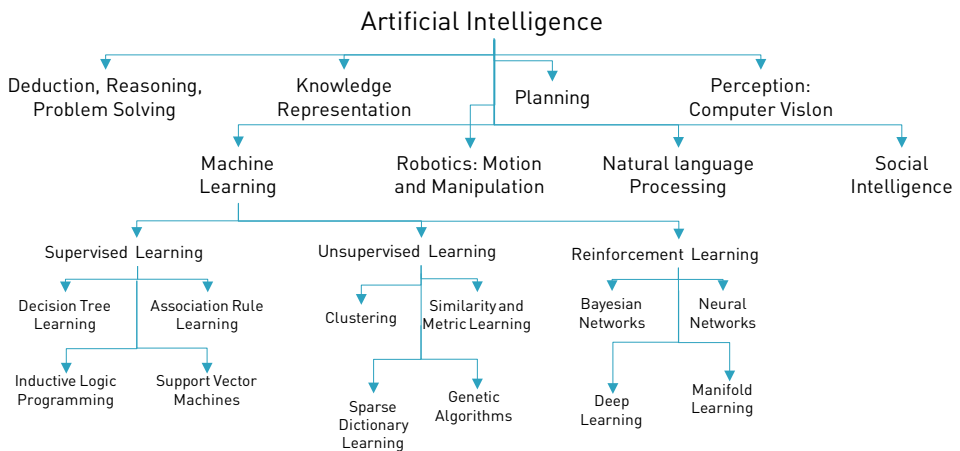 Artificial Intelligence
Deduction, Reasoning,
Problem Solving
Knowledge
Representation
Planning
Perception:
Computer Vislon
Machine
Learning
Robotics: Motion
and Manipulation
Natural language
Processing
Social
Intelligence
Supervised Learning
Unsupervised Learning
Reinforcement Learning
Decision Tree
Learning
Association Rule
Learning
Clustering
Similarity and
Metric Learning
Bayesian
Networks
Neural
Networks
Inductive Logic
Programming
Support Vector
Machines
Sparse
Dictionary
Learning
Genetic
Algorithms
Deep
Learning
Manifold
Learning